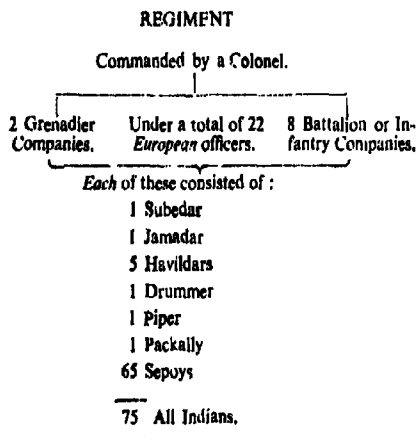 REGIMENT
Commanded by a Colonel.
2 Grenadier Companies.
Under a total of 22 European officers.
8 Battalion or Infantry Companies.
Each of these consisted of :
1 Subedar
1 Jamadar
5 Havildars
1 Drummer
1 Piper
1 Packally
65 Sepoys
75 All Indians.